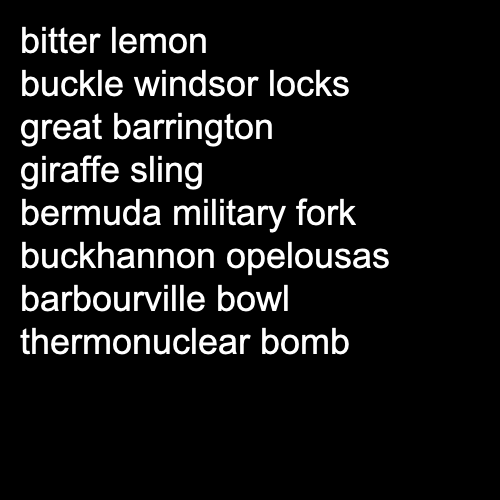 bitter lemon
buckle windsor locks
great barrington
giraffe sling
bermuda military fork
buckhannon opelousas
barbourville bowl
thermonuclear bomb